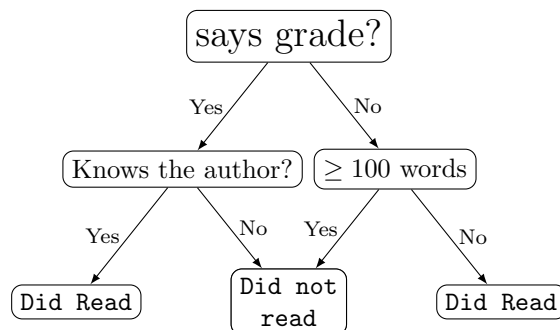 says grade?
Yes
No
Knows the author?
≥ 100 words
Yes
No
Yes
No
Did Read
Did not
read
Did Read